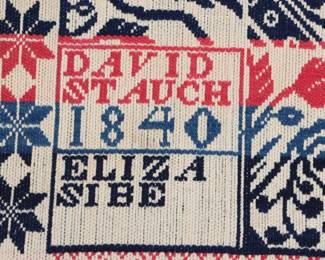 DAVID
STAUCH
1840
ELIZA
SIBE